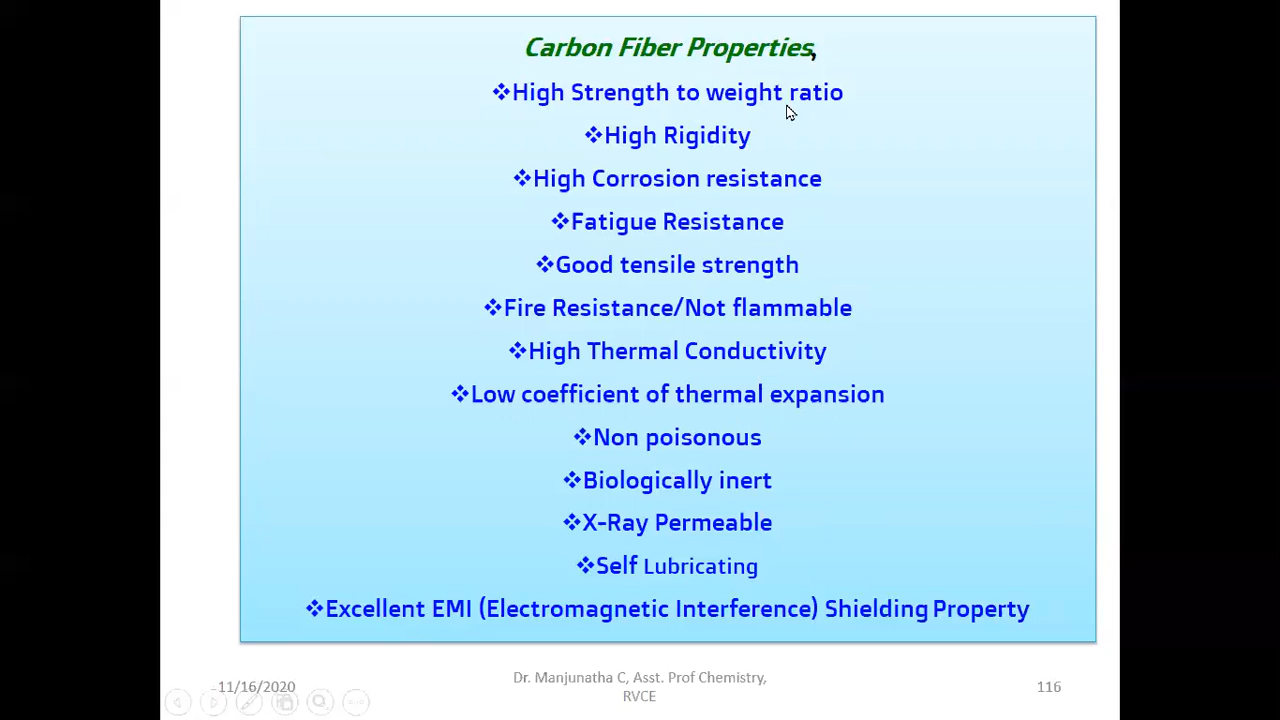 Carbon Fiber Properties,
❖High Strength to weight ratio
❖High Rigidity
❖High Corrosion resistance
❖Fatigue Resistance
❖Good tensile strength
❖Fire Resistance/Not flammable
❖High Thermal Conductivity
❖Low coefficient of thermal expansion
❖Non poisonous
❖Biologically inert
❖X-Ray Permeable
❖Self Lubricating
❖Excellent EMI (Electromagnetic Interference) Shielding Property
11/16/2020
Dr. Manjunatha C, Asst. Prof Chemistry,
RVCE
116